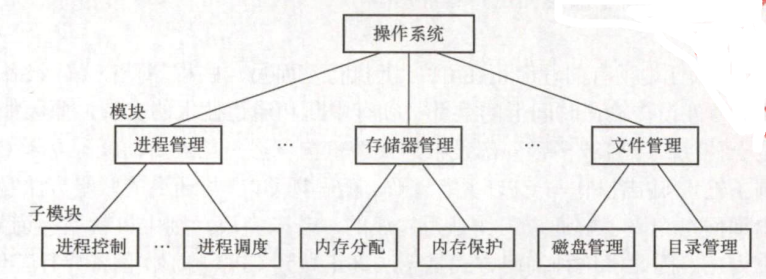 操作系统
模块
进程管理 … 存储器管理 … 文件管理
子模块
进程控制 … 进程调度 内存分配 内存保护 磁盘管理 目录管理